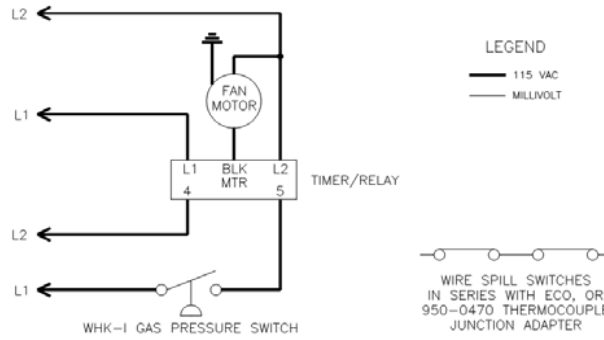 L2
LEGEND
115 VAC
MILLIVOLT
FAN
MOTOR
L1
L1 BLK L2
MTR
4 5
TIMER/RELAY
L2
L1
WHK-I GAS PRESSURE SWITCH
WIRE SPILL SWITCHES
IN SERIES WITH ECO, OR
950-0470 THERMOCOUPLE
JUNCTION ADAPTER